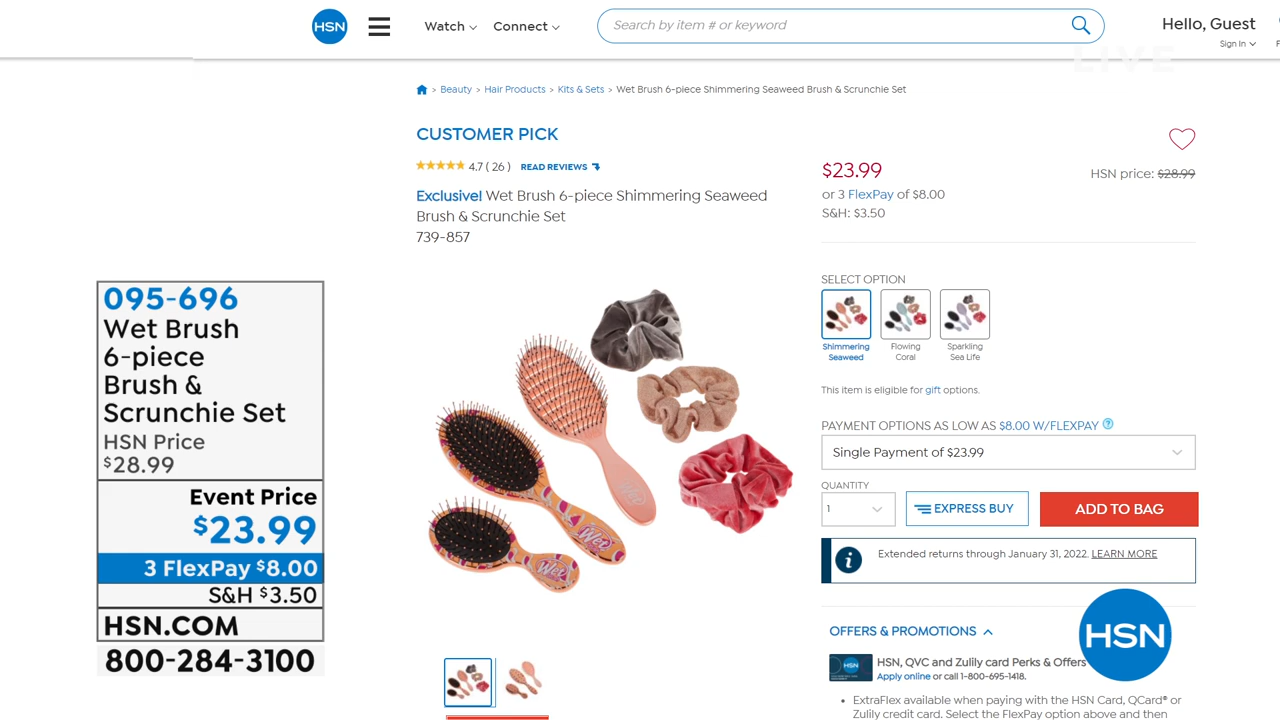 HSN
Watch
Connect
Search by item # or keyword
Hello, Guest
Sign In
LIVE
> Beauty > Hair Products > Kits & Sets > Wet Brush 6-piece Shimmering Seaweed Brush & Scrunchie Set
CUSTOMER PICK
4.7 ( 26 ) READ REVIEWS
Exclusive! Wet Brush 6-piece Shimmering Seaweed
Brush & Scrunchie Set
739-857
$23.99
HSN price: $28.99
or 3 FlexPay of $8.00
S&H: $3.50
SELECT OPTION
Shimmering
Seaweed
Flowing
Coral
Sparkling
Sea Life
This item is eligible for gift options.
PAYMENT OPTIONS AS LOW AS $8.00 W/FLEXPAY ?
Single Payment of $23.99
QUANTITY
1
EXPRESS BUY
ADD TO BAG
Extended returns through January 31, 2022. LEARN MORE
OFFERS & PROMOTIONS
HSN
HSN, QVC and Zulily card Perks & Offers
Apply online or call 1-800-695-1418.
• ExtraFlex available when paying with the HSN Card, QCard® or
Zulily credit card. Select the FlexPay option above and then
HSN
095-696
Wet Brush
6-piece
Brush &
Scrunchie Set
HSN Price
$28.99
Event Price
$23.99
3 FlexPay $8.00
S&H $3.50
HSN.COM
800-284-3100
Wet
Wet
Wet